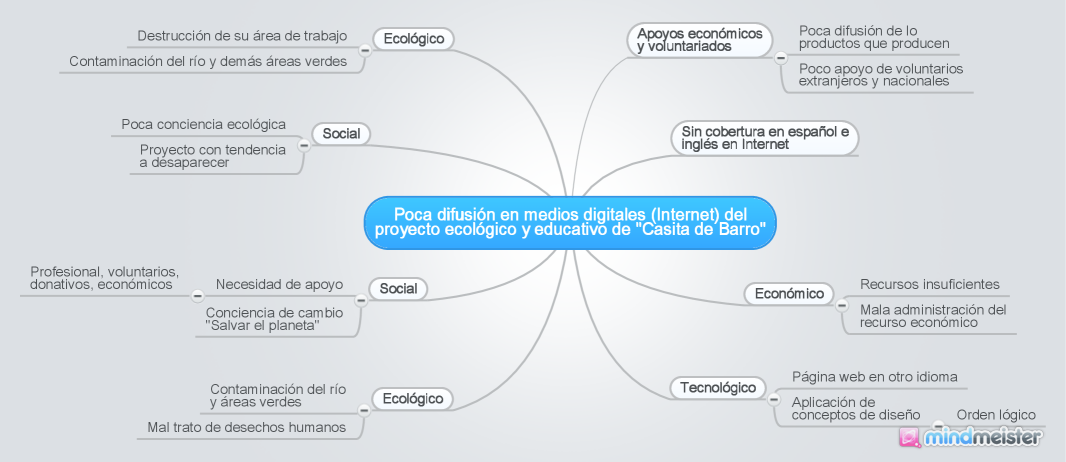 Poca difusión en medios digitales (Internet) del
proyecto ecológico y educativo de "Casita de Barro"
Ecológico
Destrucción de su área de trabajo
Contaminación del río y demás áreas verdes
Social
Poca conciencia ecológica
Proyecto con tendencia
a desaparecer
Social
Necesidad de apoyo
Profesional, voluntarios,
donativos, económicos
Conciencia de cambio
"Salvar el planeta"
Ecológico
Contaminación del río
y áreas verdes
Mal trato de desechos humanos
Apoyos económicos
y voluntariados
Poca difusión de lo
productos que producen
Poco apoyo de voluntarios
extranjeros y nacionales
Sin cobertura en español e
inglés en Internet
Económico
Recursos insuficientes
Mala administración del
recurso económico
Tecnológico
Página web en otro idioma
Aplicación de
conceptos de diseño
Orden lógico
mindmeister